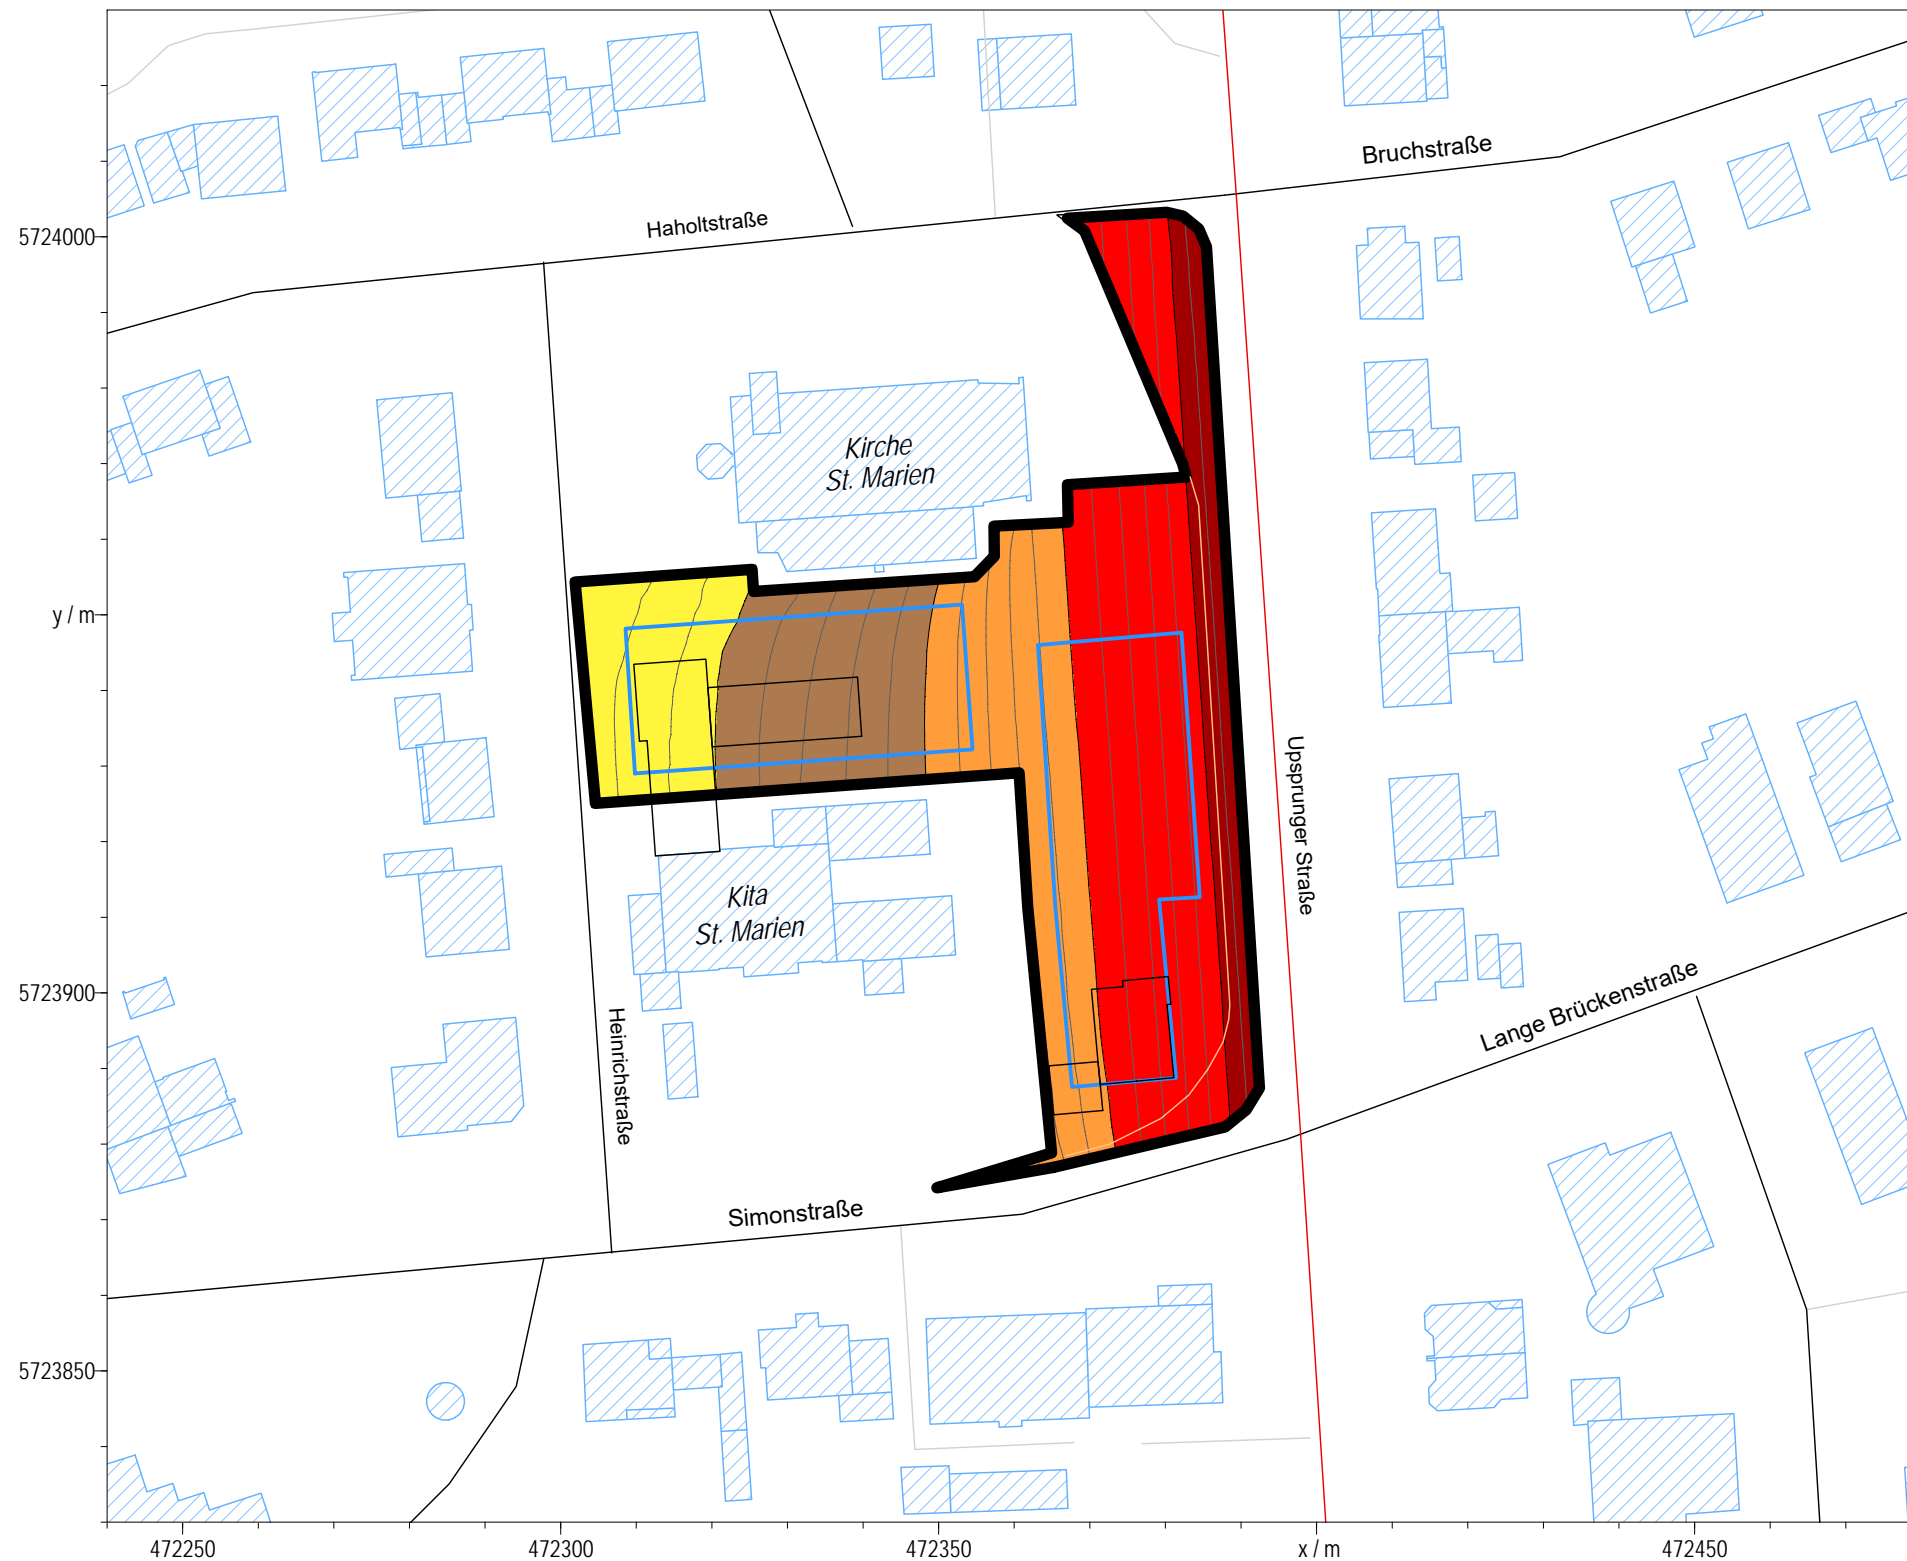 Bruchstraße
Haholtstraße
5724000
Kirche
St. Marien
y / m
Upsprunger Straße
Kita
St. Marien
5723900
Lange Brückenstraße
Heinrichstraße
Simonstraße
5723850
472250
472300
472350
x / m
472450